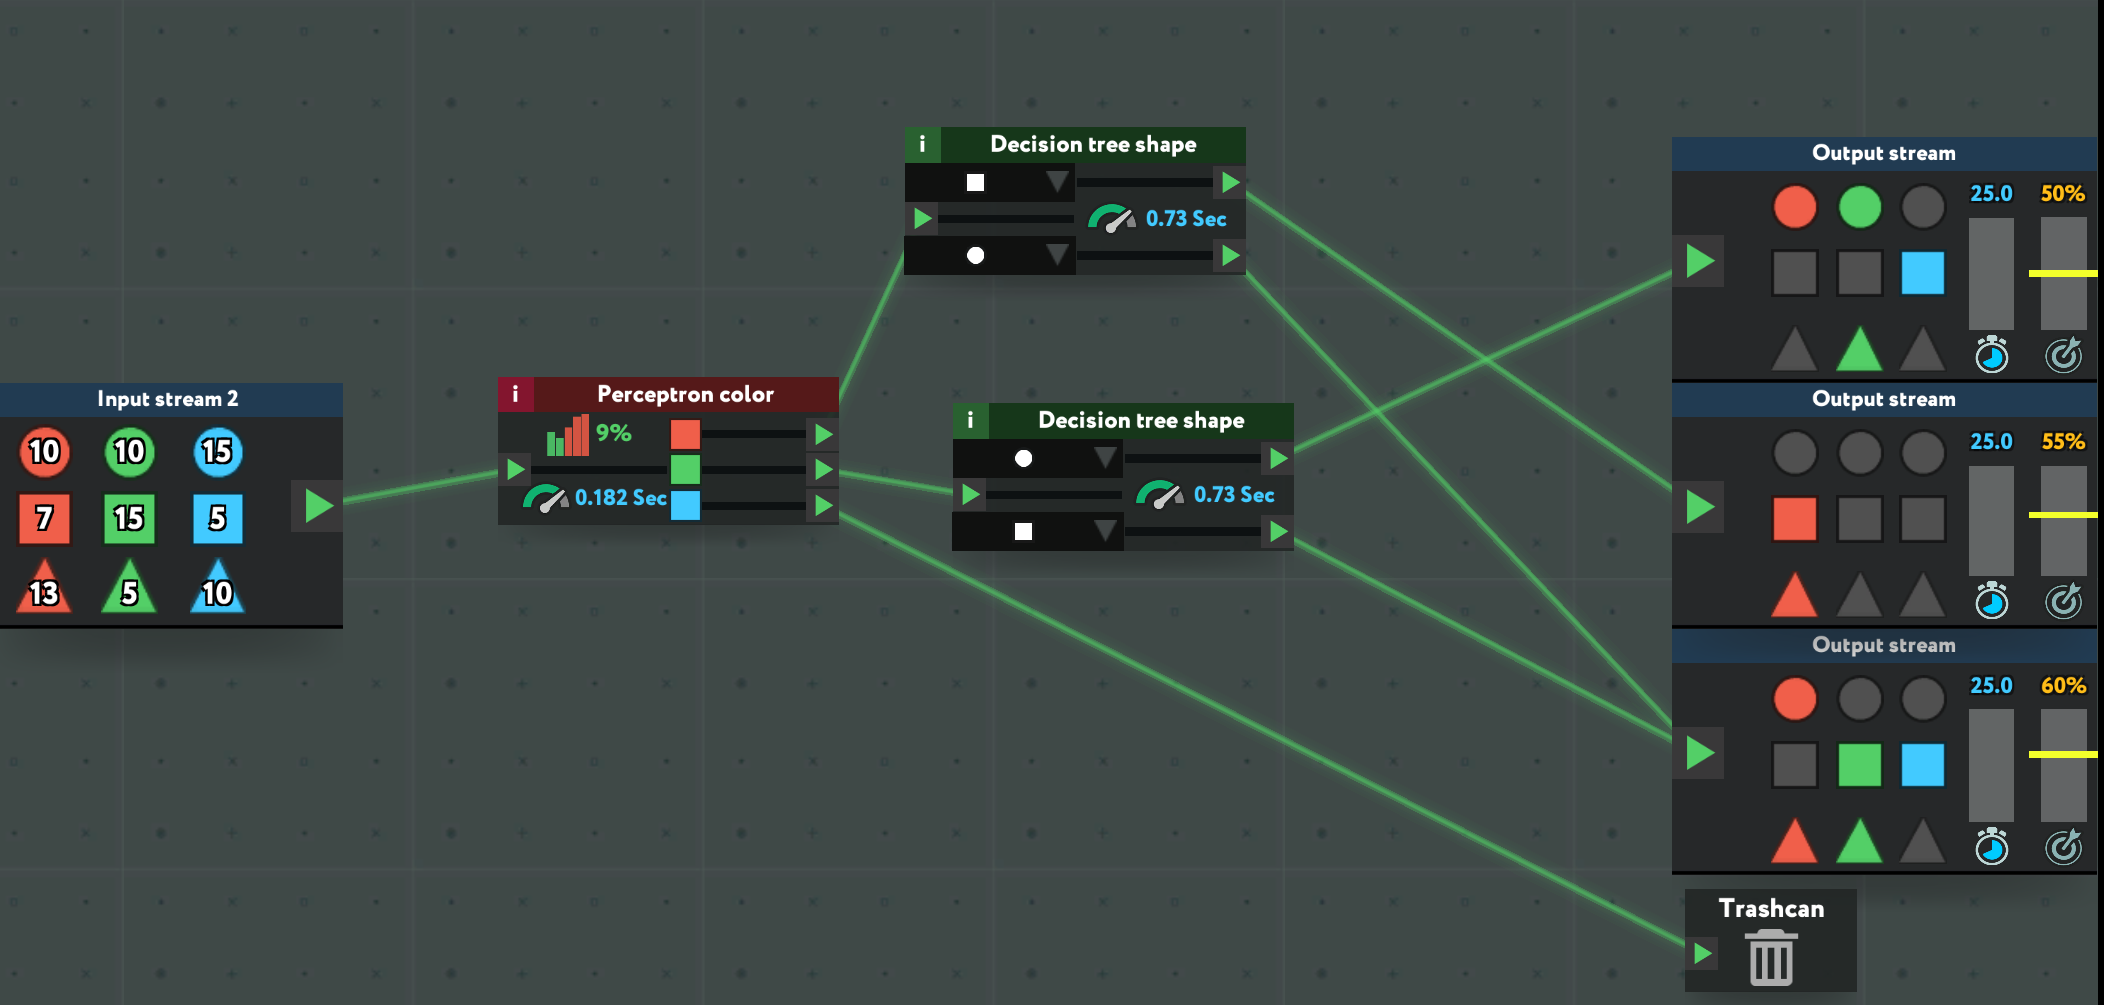 i Decision tree shape
0.73 Sec
Output stream
25.0 50%
Input stream 2
10 10 15
7 15 5
13 5 10
i Perceptron color
9%
0.182 Sec
i Decision tree shape
0.73 Sec
Output stream
25.0 55%
Output stream
25.0 60%
Trashcan